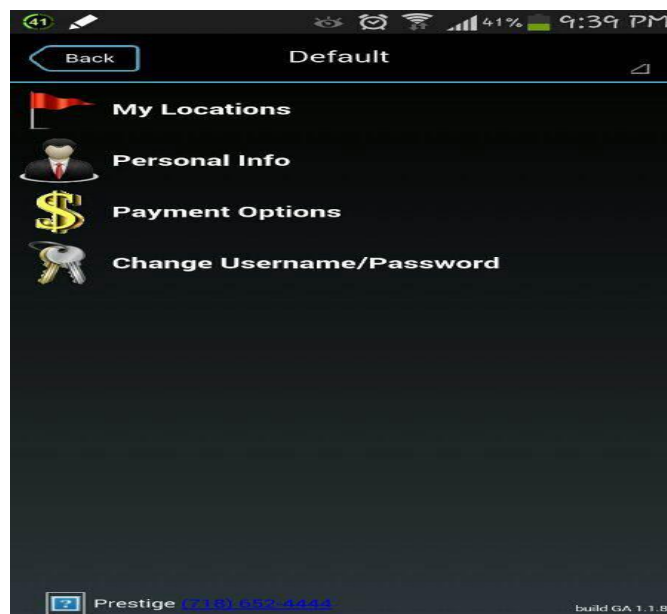 41 41% 9:39 PM
Back Default
My Locations
Personal Info
Payment Options
Change Username/Password
? Prestige (718) 652-4444 build GA 1.1.8